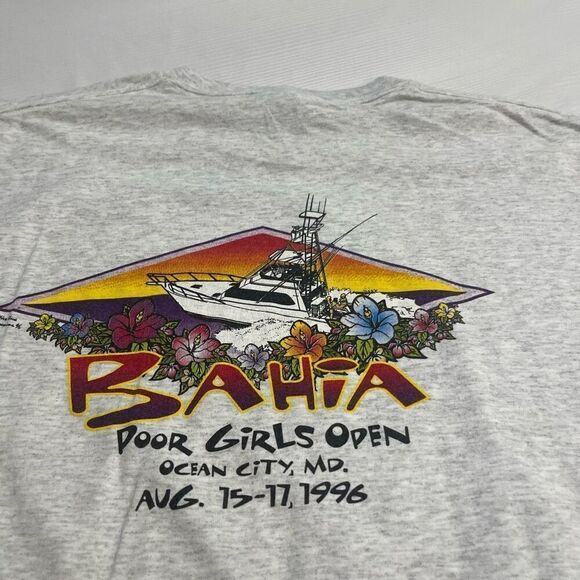 BAHiA
POOR GiRLS OPEN
OCEAN CiTY, MD.
AUG. 15-17, 1996